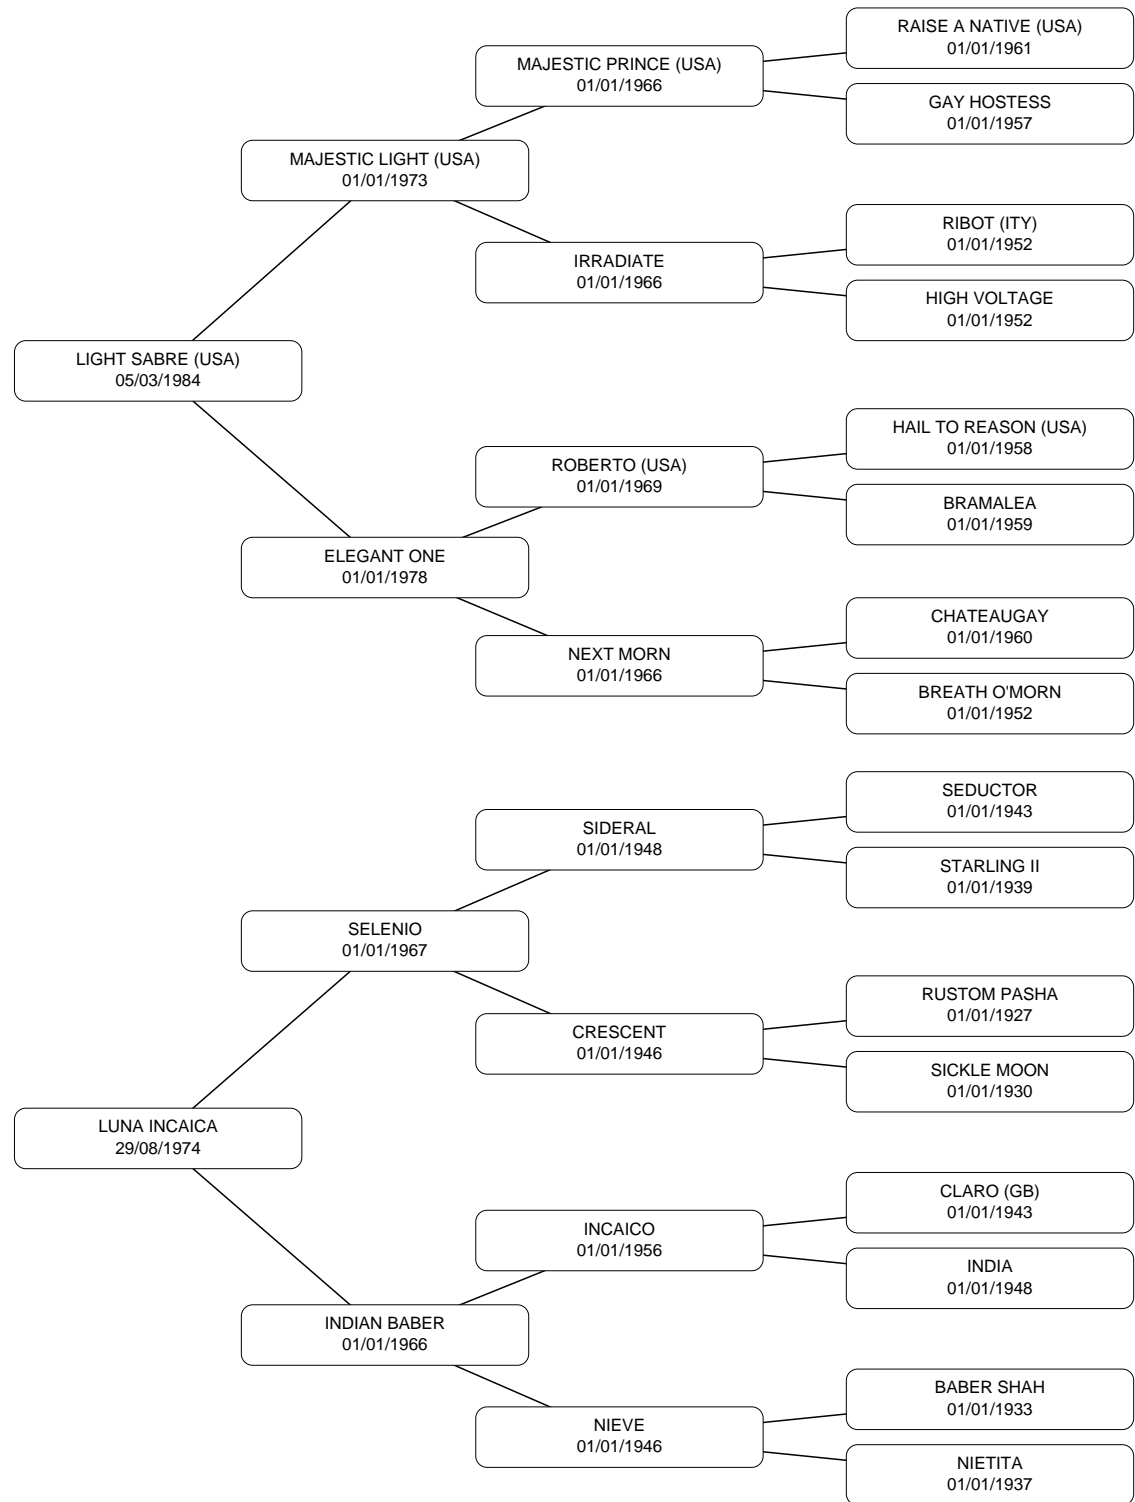 RAISE A NATIVE (USA)
01/01/1961
MAJESTIC PRINCE (USA)
01/01/1966
GAY HOSTESS
01/01/1957
MAJESTIC LIGHT (USA)
01/01/1973
RIBOT (ITY)
01/01/1952
IRRADIATE
01/01/1966
HIGH VOLTAGE
01/01/1952
LIGHT SABRE (USA)
05/03/1984
HAIL TO REASON (USA)
01/01/1958
ROBERTO (USA)
01/01/1969
BRAMALEA
01/01/1959
ELEGANT ONE
01/01/1978
CHATEAUGAY
01/01/1960
NEXT MORN
01/01/1966
BREATH O'MORN
01/01/1952
SEDUCTOR
01/01/1943
SIDERAL
01/01/1948
STARLING II
01/01/1939
SELENIO
01/01/1967
RUSTOM PASHA
01/01/1927
CRESCENT
01/01/1946
SICKLE MOON
01/01/1930
LUNA INCAICA
29/08/1974
CLARO (GB)
01/01/1943
INCAICO
01/01/1956
INDIA
01/01/1948
INDIAN BABER
01/01/1966
BABER SHAH
01/01/1933
NIEVE
01/01/1946
NIETITA
01/01/1937